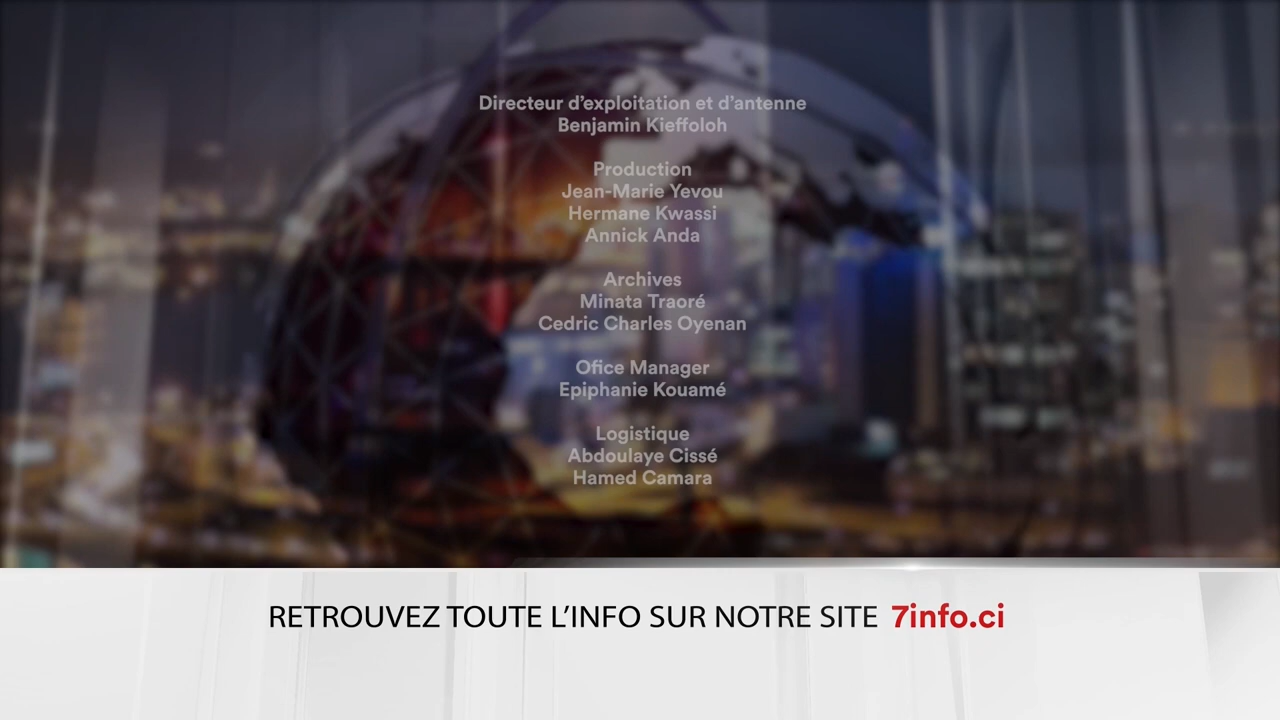 Directeur d’exploitation et d’antenne
Benjamin Kieffoloh
Production
Jean-Marie Yevou
Hermane Kwassi
Annick Anda
Archives
Minata Traoré
Cedric Charles Oyenan
Ofice Manager
Epiphanie Kouamé
Logistique
Abdoulaye Cissé
Hamed Camara
RETROUVEZ TOUTE L’INFO SUR NOTRE SITE 7info.ci